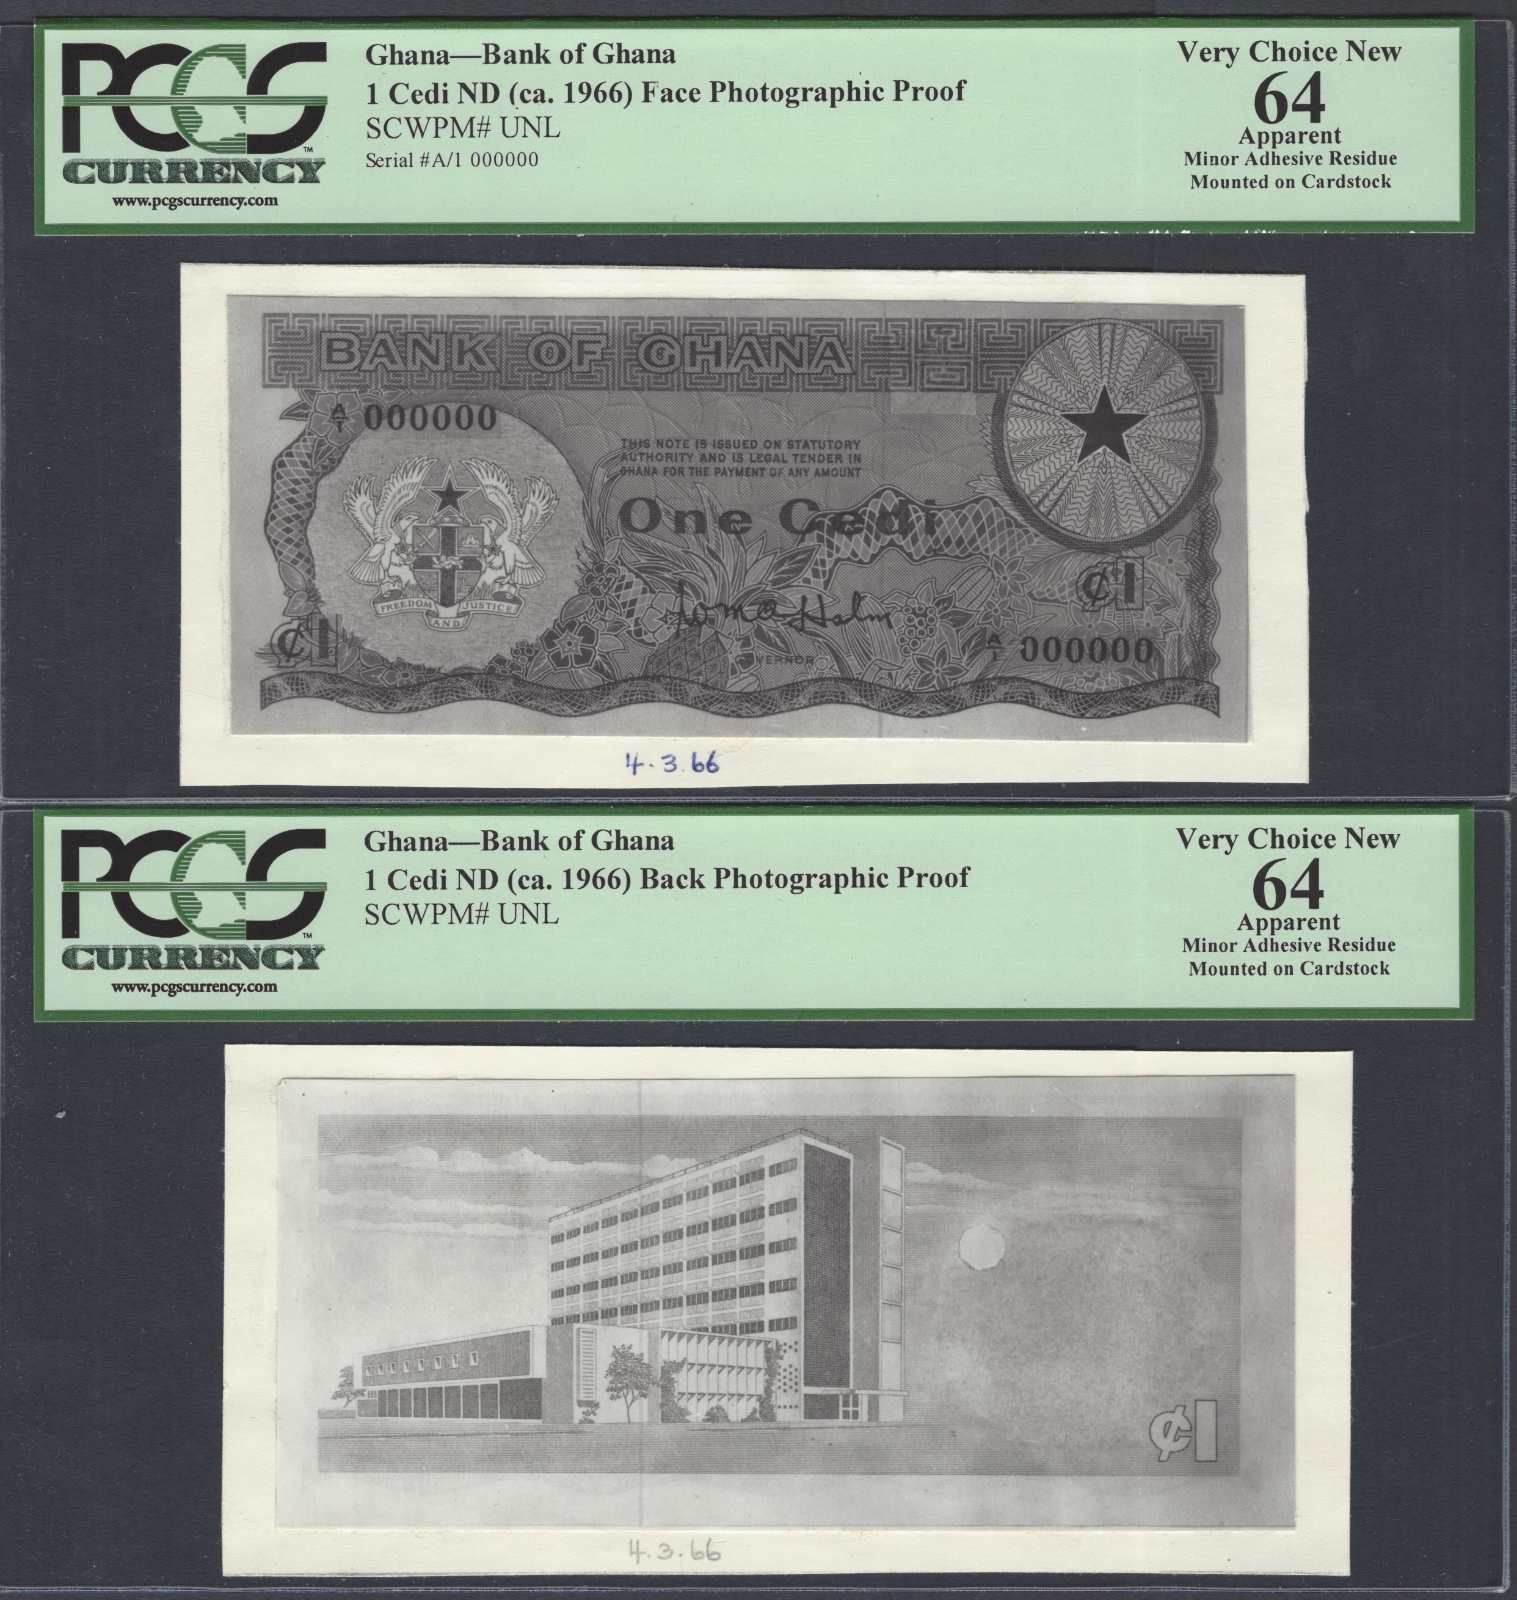 PCGS
CURRENCY
TM
www.pcgscurrency.com
Ghana—Bank of Ghana
1 Cedi ND (ca. 1966) Face Photographic Proof
SCWPM# UNL
Serial #A/1 000000
Very Choice New
64
Apparent
Minor Adhesive Residue
Mounted on Cardstock
BANK OF GHANA
A/1 000000
THIS NOTE IS ISSUED ON STATUTORY
AUTHORITY AND IS LEGAL TENDER IN
GHANA FOR THE PAYMENT OF ANY AMOUNT
One Cedi
FREEDOM AND JUSTICE
₵1
₵1
GOVERNOR
A/1 000000
4.3.66
PCGS
CURRENCY
TM
www.pcgscurrency.com
Ghana—Bank of Ghana
1 Cedi ND (ca. 1966) Back Photographic Proof
SCWPM# UNL
Very Choice New
64
Apparent
Minor Adhesive Residue
Mounted on Cardstock
₵1
4.3.66